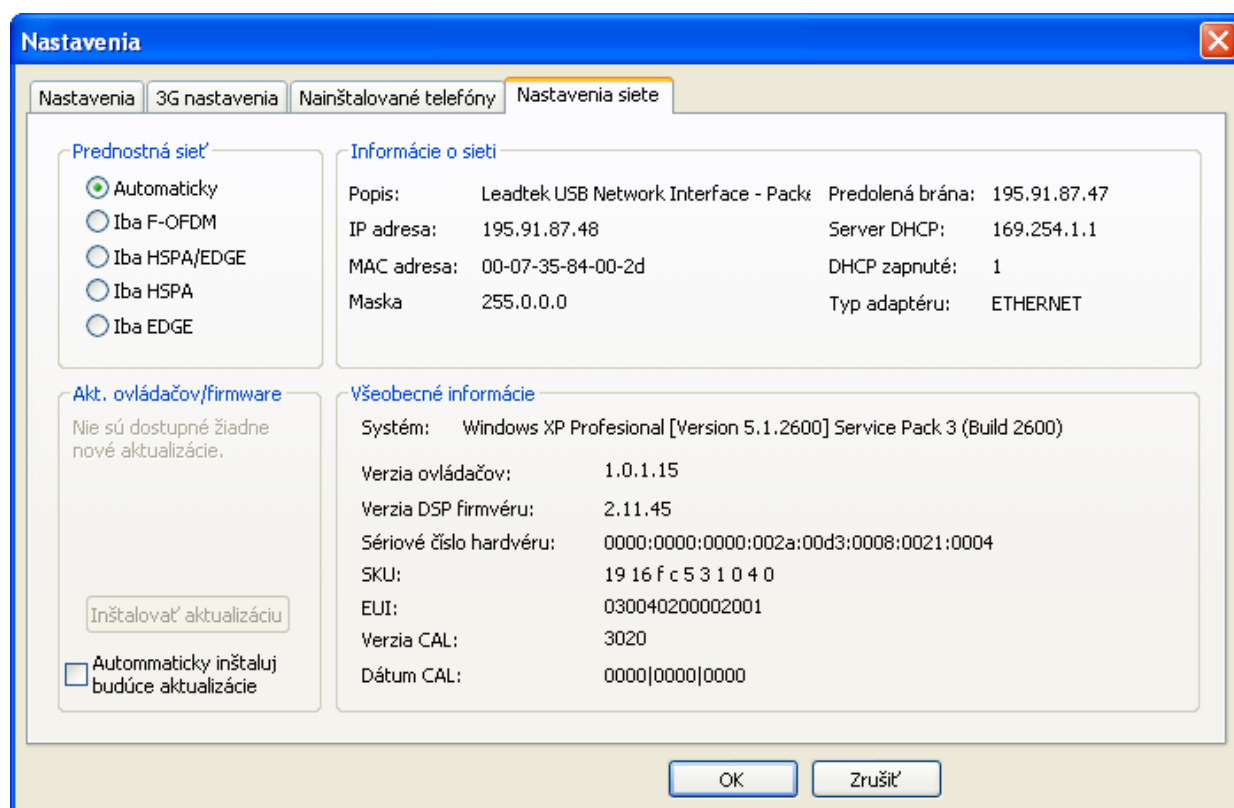 Nastavenia
Nastavenia
3G nastavenia
Nainštalované telefóny
Nastavenia siete
Prednostná sieť
Automaticky
Iba F-OFDM
Iba HSPA/EDGE
Iba HSPA
Iba EDGE
Informácie o sieti
Popis: Leadtek USB Network Interface - Packe
IP adresa: 195.91.87.48
MAC adresa: 00-07-35-84-00-2d
Maska 255.0.0.0
Predolená brána: 195.91.87.47
Server DHCP: 169.254.1.1
DHCP zapnuté: 1
Typ adaptéru: ETHERNET
Akt. ovládačov/firmware
Nie sú dostupné žiadne
nové aktualizácie.
Inštalovať aktualizáciu
Autommaticky inštaluj
budúce aktualizácie
Všeobecné informácie
Systém: Windows XP Profesional [Version 5.1.2600] Service Pack 3 (Build 2600)
Verzia ovládačov: 1.0.1.15
Verzia DSP firmvéru: 2.11.45
Sériové číslo hardvéru: 0000:0000:0000:002a:00d3:0008:0021:0004
SKU: 19 16 f c 5 3 1 0 4 0
EUI: 030040200002001
Verzia CAL: 3020
Dátum CAL: 0000|0000|0000
OK
Zrušiť